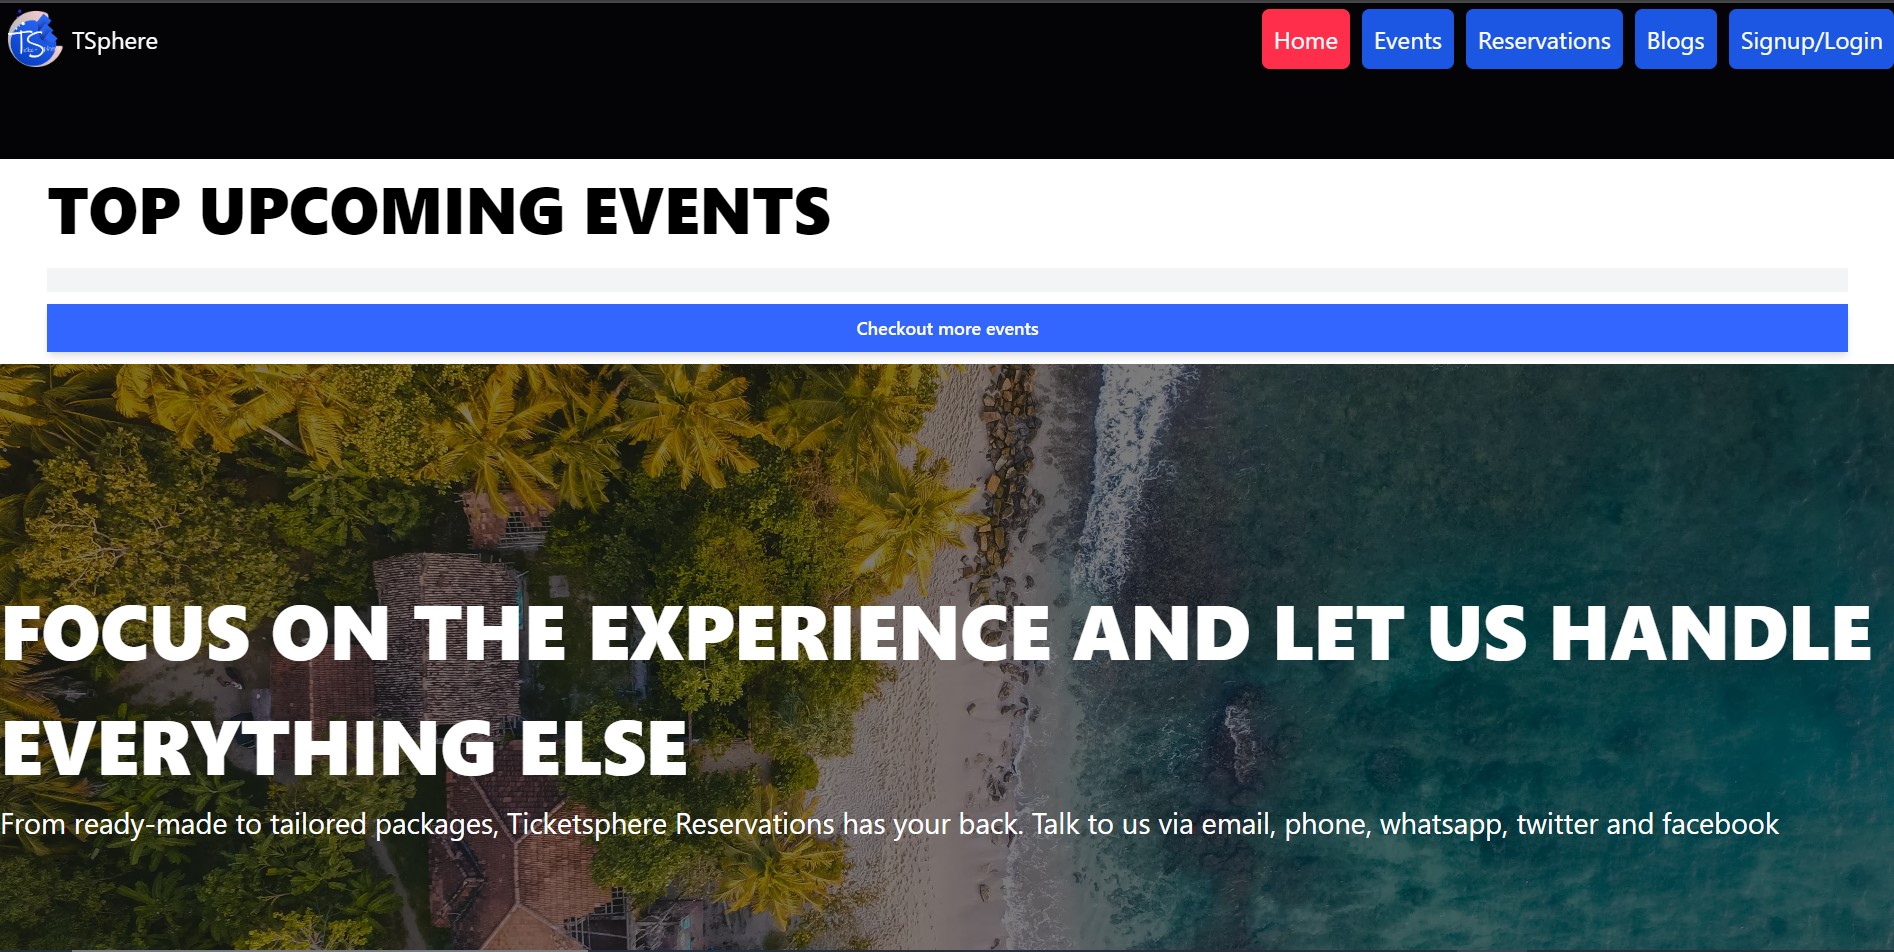 TS
TSphere
Home
Events
Reservations
Blogs
Signup/Login
TOP UPCOMING EVENTS
Checkout more events
FOCUS ON THE EXPERIENCE AND LET US HANDLE
EVERYTHING ELSE
From ready-made to tailored packages, Ticketsphere Reservations has your back. Talk to us via email, phone, whatsapp, twitter and facebook